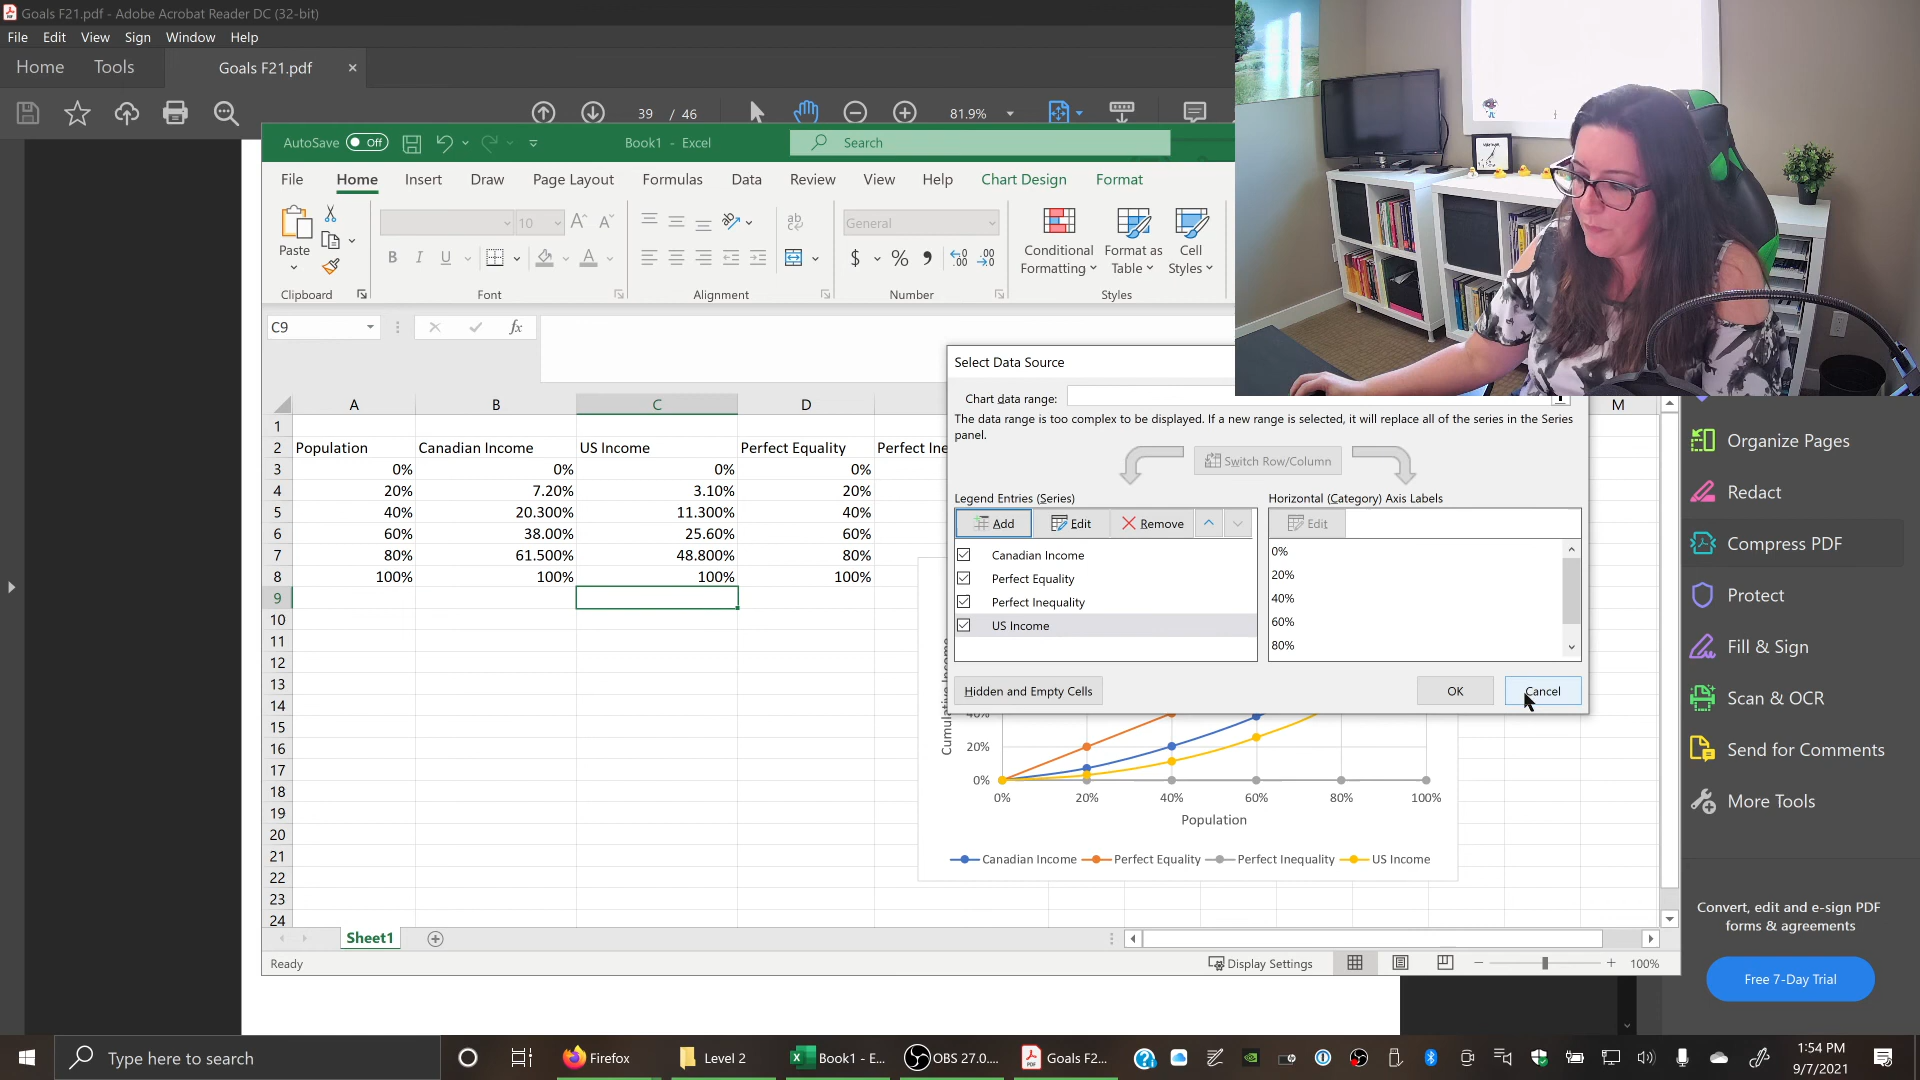 Goals F21.pdf - Adobe Acrobat Reader DC (32-bit)
File Edit View Sign Window Help
Home Tools Goals F21.pdf ×
39 / 46 81.9%
AutoSave Off Book1 - Excel Search
File Home Insert Draw Page Layout Formulas Data Review View Help Chart Design Format
Paste 10 General Conditional Formatting Format as Table Cell Styles
B I U $ % ,
Clipboard Font Alignment Number Styles
C9 fx
Select Data Source
Chart data range:
The data range is too complex to be displayed. If a new range is selected, it will replace all of the series in the Series
panel.
Switch Row/Column
Legend Entries (Series) Horizontal (Category) Axis Labels
Add Edit Remove Edit
Canadian Income
Perfect Equality
Perfect Inequality
US Income
0%
20%
40%
60%
80%
Hidden and Empty Cells OK Cancel
A B C D M
1
2 Population Canadian Income US Income Perfect Equality Perfect Ine
3 0% 0% 0% 0%
4 20% 7.20% 3.10% 20%
5 40% 20.300% 11.300% 40%
6 60% 38.00% 25.60% 60%
7 80% 61.500% 48.800% 80%
8 100% 100% 100% 100%
9
10
11
12
13
14
15
16
17
18
19
20
21
22
23
24
Cumulative Income
40%
20%
0%
0% 20% 40% 60% 80% 100%
Population
Canadian Income Perfect Equality Perfect Inequality US Income
Sheet1
Ready Display Settings 100%
Organize Pages
Redact
Compress PDF
Protect
Fill & Sign
Scan & OCR
Send for Comments
More Tools
Convert, edit and e-sign PDF
forms & agreements
Free 7-Day Trial
Type here to search Firefox Level 2 Book1 - E... OBS 27.0.... Goals F2...
1:54 PM
9/7/2021